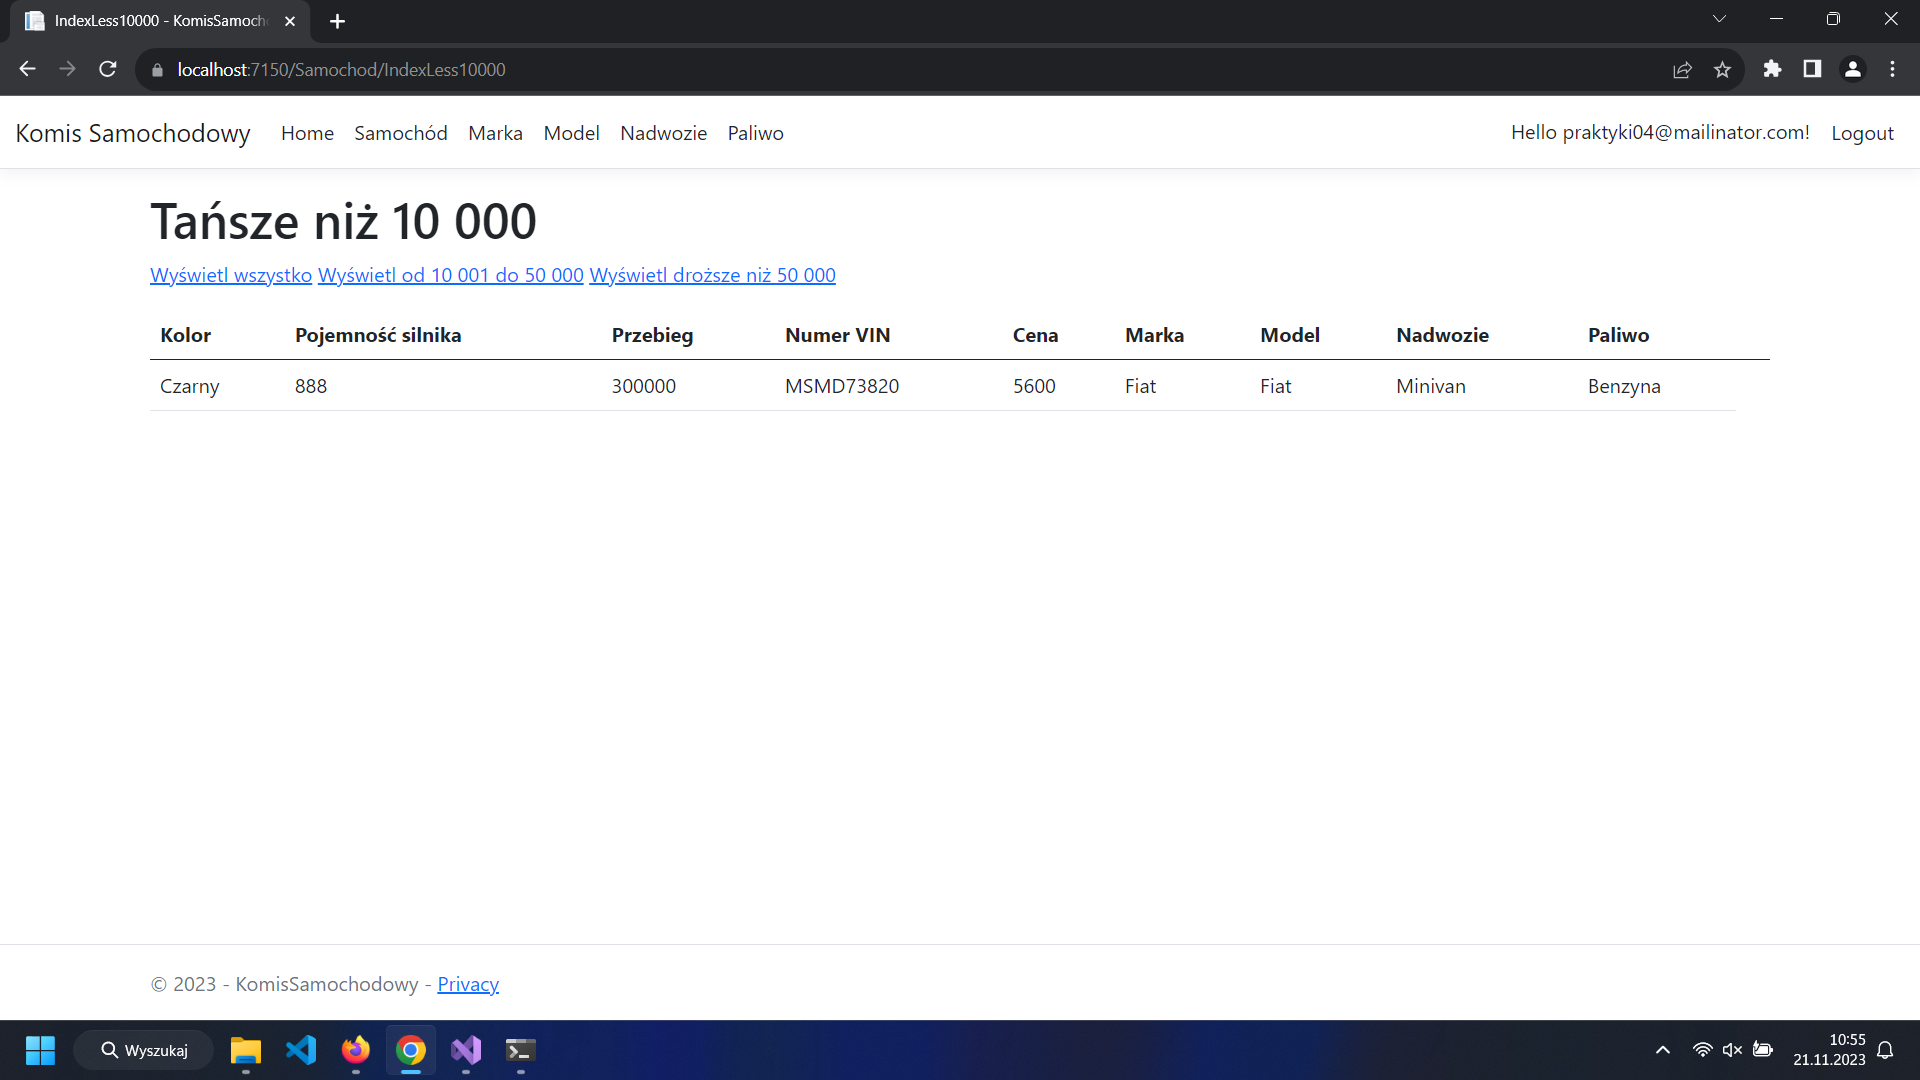 IndexLess10000 - KomisSamoch
localhost:7150/Samochod/IndexLess10000
Komis Samochodowy Home Samochód Marka Model Nadwozie Paliwo Hello praktyki04@mailinator.com! Logout
Tańsze niż 10 000
Wyświetl wszystko Wyświetl od 10 001 do 50 000 Wyświetl droższe niż 50 000
Kolor Pojemność silnika Przebieg Numer VIN Cena Marka Model Nadwozie Paliwo
Czarny 888 300000 MSMD73820 5600 Fiat Fiat Minivan Benzyna
© 2023 - KomisSamochodowy - Privacy
Wyszukaj
10:55
21.11.2023